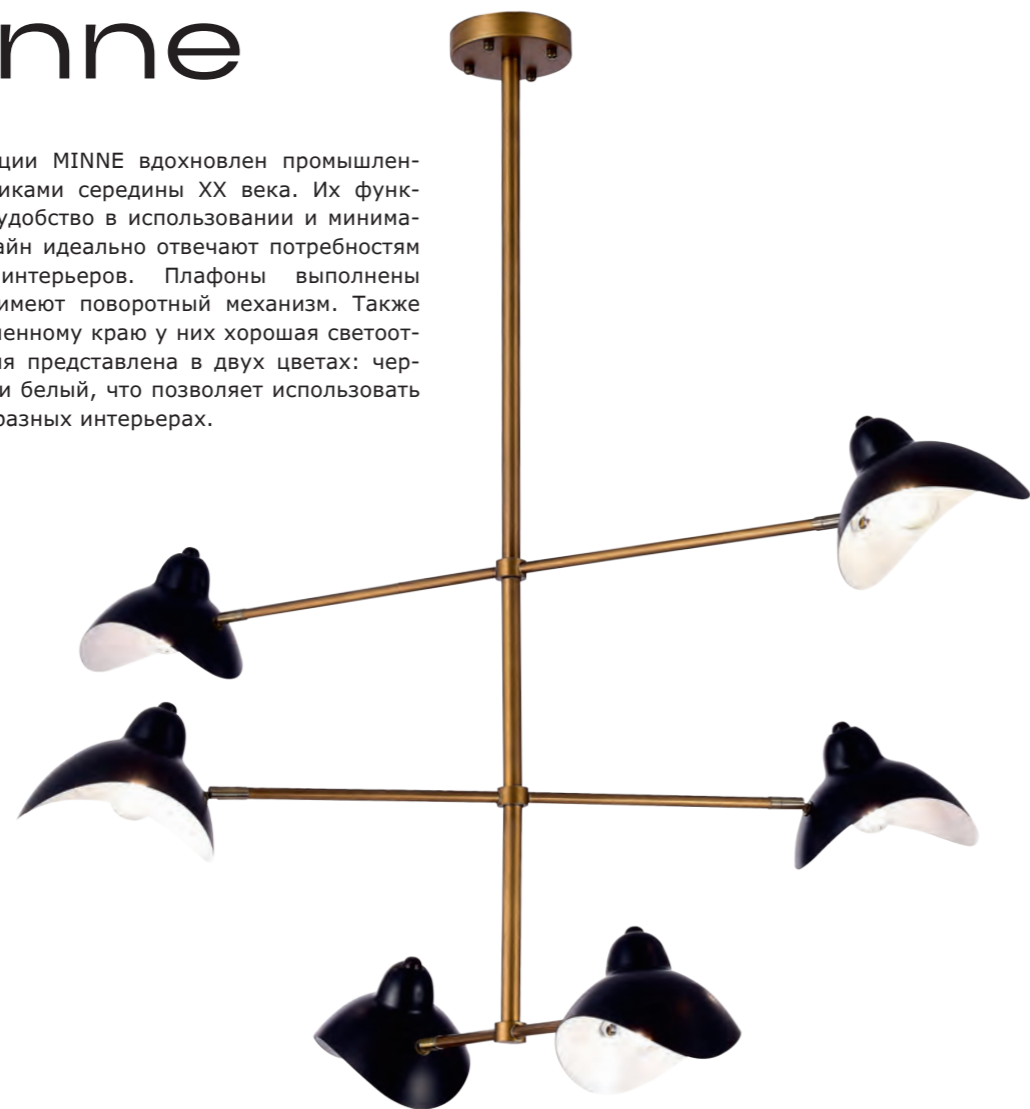 nne
ции MINNE вдохновлен промышлен-
иками середины XX века. Их функ-
удобство в использовании и минима-
айн идеально отвечают потребностям
интерьеров. Плафоны выполнены
имеют поворотный механизм. Также
ленному краю у них хорошая светоот-
ия представлена в двух цветах: чер-
и белый, что позволяет использовать
разных интерьерах.